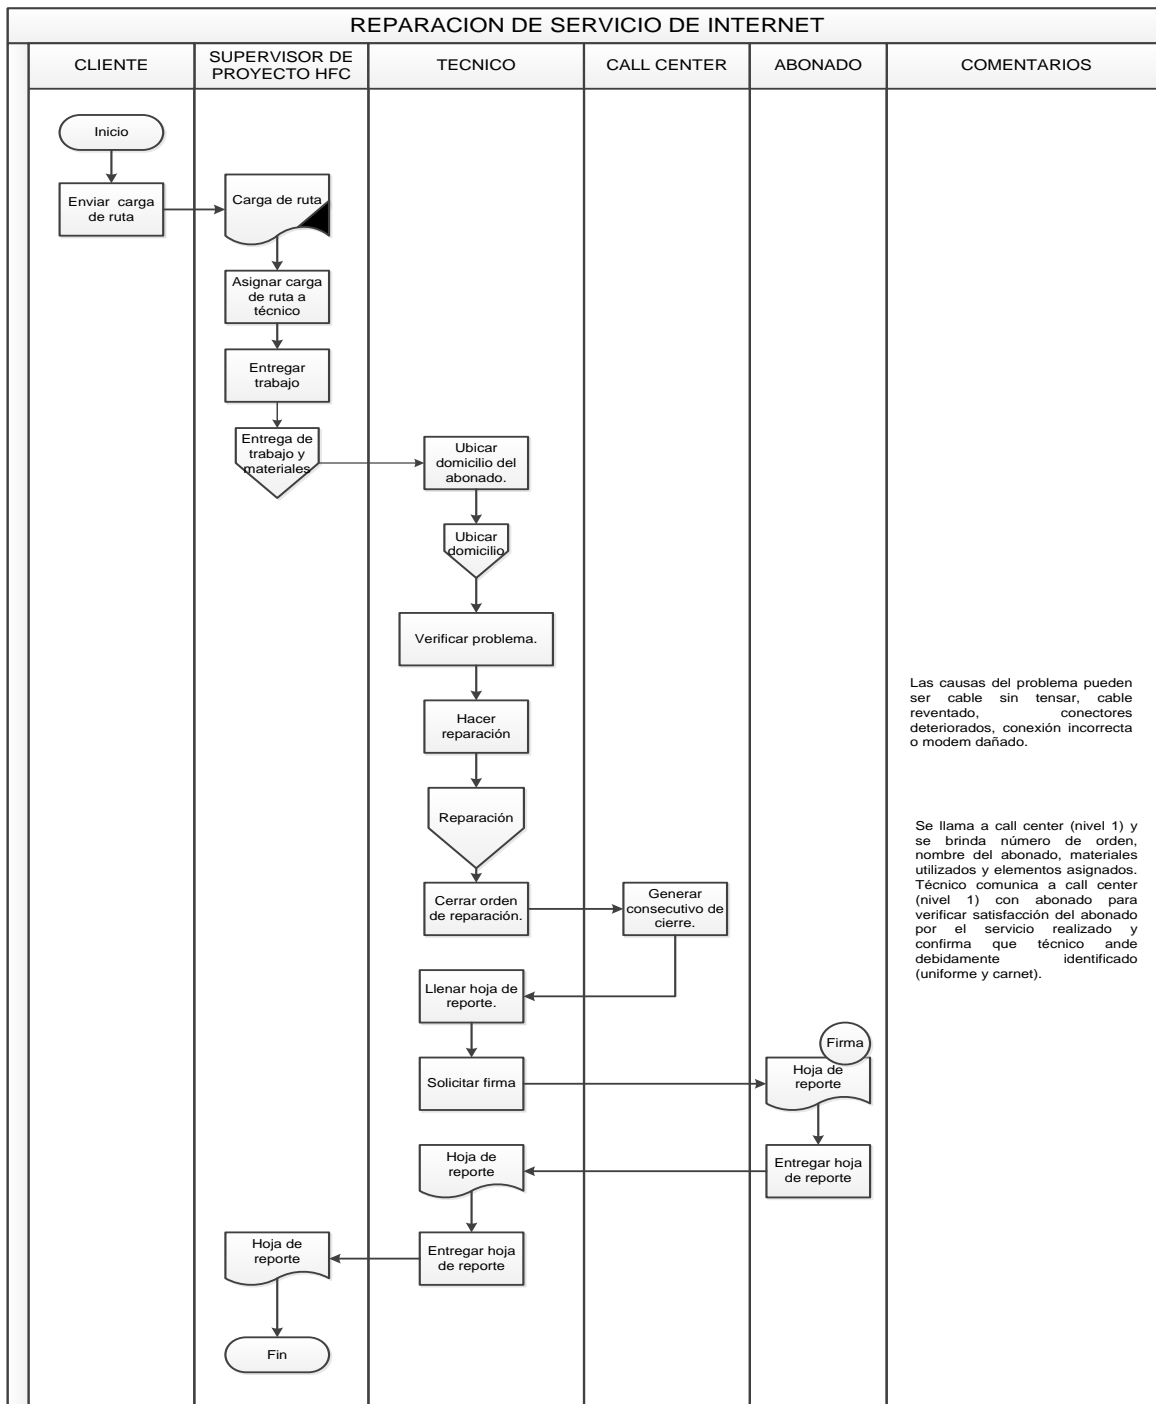 REPARACION DE SERVICIO DE INTERNET
CLIENTE
SUPERVISOR DE
PROYECTO HFC
TECNICO
CALL CENTER
ABONADO
COMENTARIOS
Inicio
Enviar carga
de ruta
Carga de ruta
Asignar carga
de ruta a
técnico
Entregar
trabajo
Entrega de
trabajo y
materiales
Ubicar
domicilio del
abonado.
Ubicar
domicilio
Verificar problema.
Hacer
reparación
Las causas del problema pueden
ser cable sin tensar, cable
reventado, conectores
deteriorados, conexión incorrecta
o modem dañado.
Reparación
Cerrar orden
de reparación.
Generar
consecutivo de
cierre.
Se llama a call center (nivel 1) y
se brinda número de orden,
nombre del abonado, materiales
utilizados y elementos asignados.
Técnico comunica a call center
(nivel 1) con abonado para
verificar satisfacción del abonado
por el servicio realizado y
confirma que técnico ande
debidamente identificado
(uniforme y carnet).
Llenar hoja de
reporte.
Solicitar firma
Firma
Hoja de
reporte
Entregar hoja
de reporte
Hoja de
reporte
Entregar hoja
de reporte
Hoja de
reporte
Fin